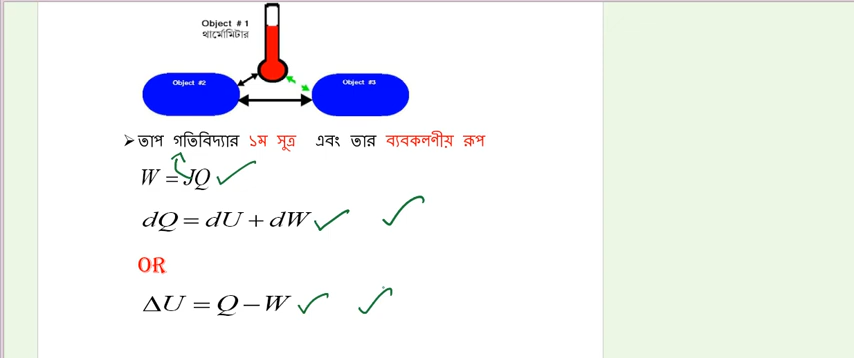 Object # 1
থার্মোমিটার
Object #2
Object #3
➢ তাপ গতিবিদ্যার ১ম সূত্র এবং তার ব্যবকলণীয় রূপ
W = JQ
dQ = dU + dW
OR
ΔU = Q − W